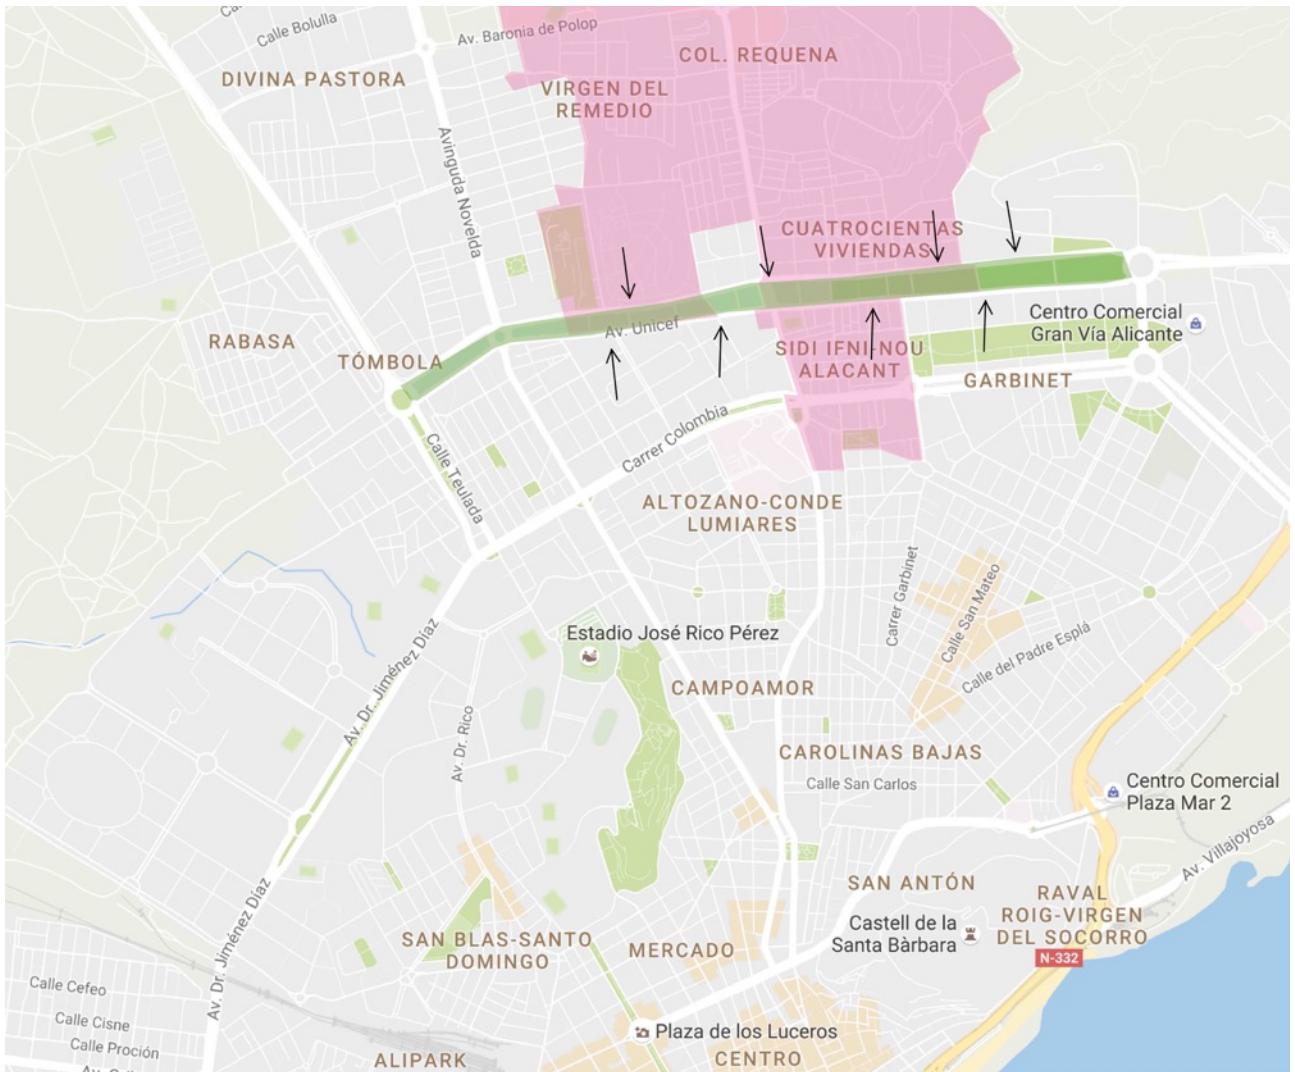 Calle Bolulla
Av. Baronia de Polop
COL. REQUENA
DIVINA PASTORA
VIRGEN DEL
REMEDIO
Avinguda Novelda
CUATROCIENTAS
VIVIENDAS
Centro Comercial
Gran Vía Alicante
Av. Unicef
RABASA
TÓMBOLA
SIDI IFNI-NOU
ALACANT
GARBINET
Carrer Colombia
Calle Teulada
ALTOZANO-CONDE
LUMIARES
Carrer Garbinet
Calle San Mateo
Estadio José Rico Pérez
Calle del Padre Esplá
Av. Dr. Jiménez Díaz
CAMPOAMOR
Av. Dr. Rico
CAROLINAS BAJAS
Calle San Carlos
Centro Comercial
Plaza Mar 2
Av. Villajoyosa
SAN ANTÓN
RAVAL
ROIG-VIRGEN
DEL SOCORRO
Castell de la
Santa Bàrbara
N-332
Av. Dr. Jiménez Díaz
SAN BLAS-SANTO
DOMINGO
MERCADO
Calle Cefeo
Calle Cisne
Calle Proción
Plaza de los Luceros
CENTRO
ALIPARK